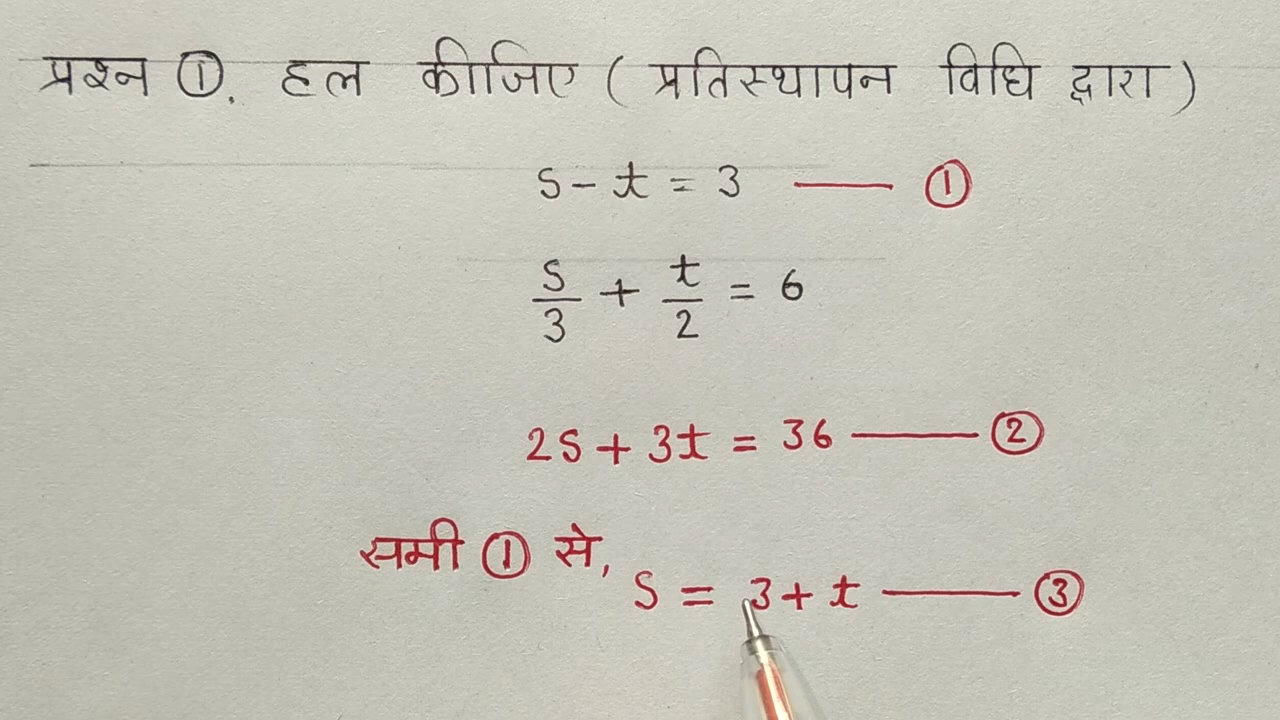 प्रश्न ①. हल कीजिए ( प्रतिस्थापन विधि द्वारा )
s - t = 3 —— ①
s/3 + t/2 = 6
2s + 3t = 36 —— ②
समी ① से,
s = 3 + t —— ③